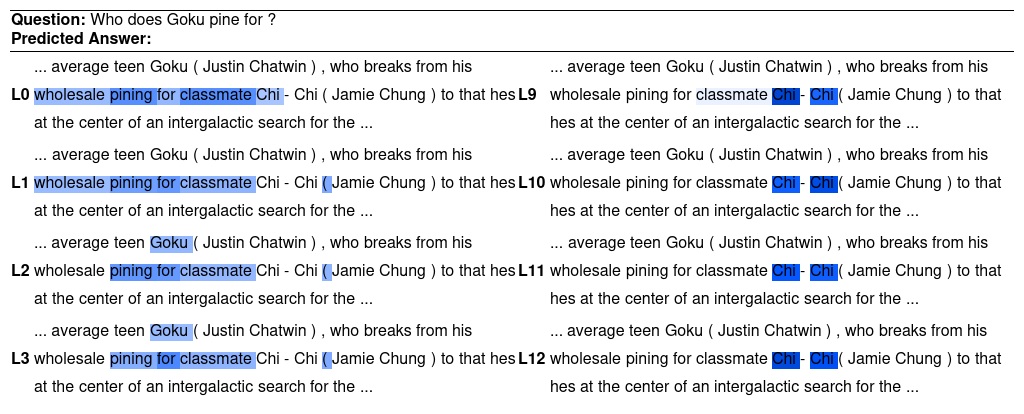 Question: Who does Goku pine for ?
Predicted Answer:
... average teen Goku ( Justin Chatwin ) , who breaks from his
L0 wholesale pining for classmate Chi - Chi ( Jamie Chung ) to that hes
at the center of an intergalactic search for the ...
... average teen Goku ( Justin Chatwin ) , who breaks from his
L1 wholesale pining for classmate Chi - Chi ( Jamie Chung ) to that hes
at the center of an intergalactic search for the ...
... average teen Goku ( Justin Chatwin ) , who breaks from his
L2 wholesale pining for classmate Chi - Chi ( Jamie Chung ) to that hes
at the center of an intergalactic search for the ...
... average teen Goku ( Justin Chatwin ) , who breaks from his
L3 wholesale pining for classmate Chi - Chi ( Jamie Chung ) to that hes
at the center of an intergalactic search for the ...
... average teen Goku ( Justin Chatwin ) , who breaks from his
L9 wholesale pining for classmate Chi - Chi ( Jamie Chung ) to that
hes at the center of an intergalactic search for the ...
... average teen Goku ( Justin Chatwin ) , who breaks from his
L10 wholesale pining for classmate Chi - Chi ( Jamie Chung ) to that
hes at the center of an intergalactic search for the ...
... average teen Goku ( Justin Chatwin ) , who breaks from his
L11 wholesale pining for classmate Chi - Chi ( Jamie Chung ) to that
hes at the center of an intergalactic search for the ...
... average teen Goku ( Justin Chatwin ) , who breaks from his
L12 wholesale pining for classmate Chi - Chi ( Jamie Chung ) to that
hes at the center of an intergalactic search for the ...